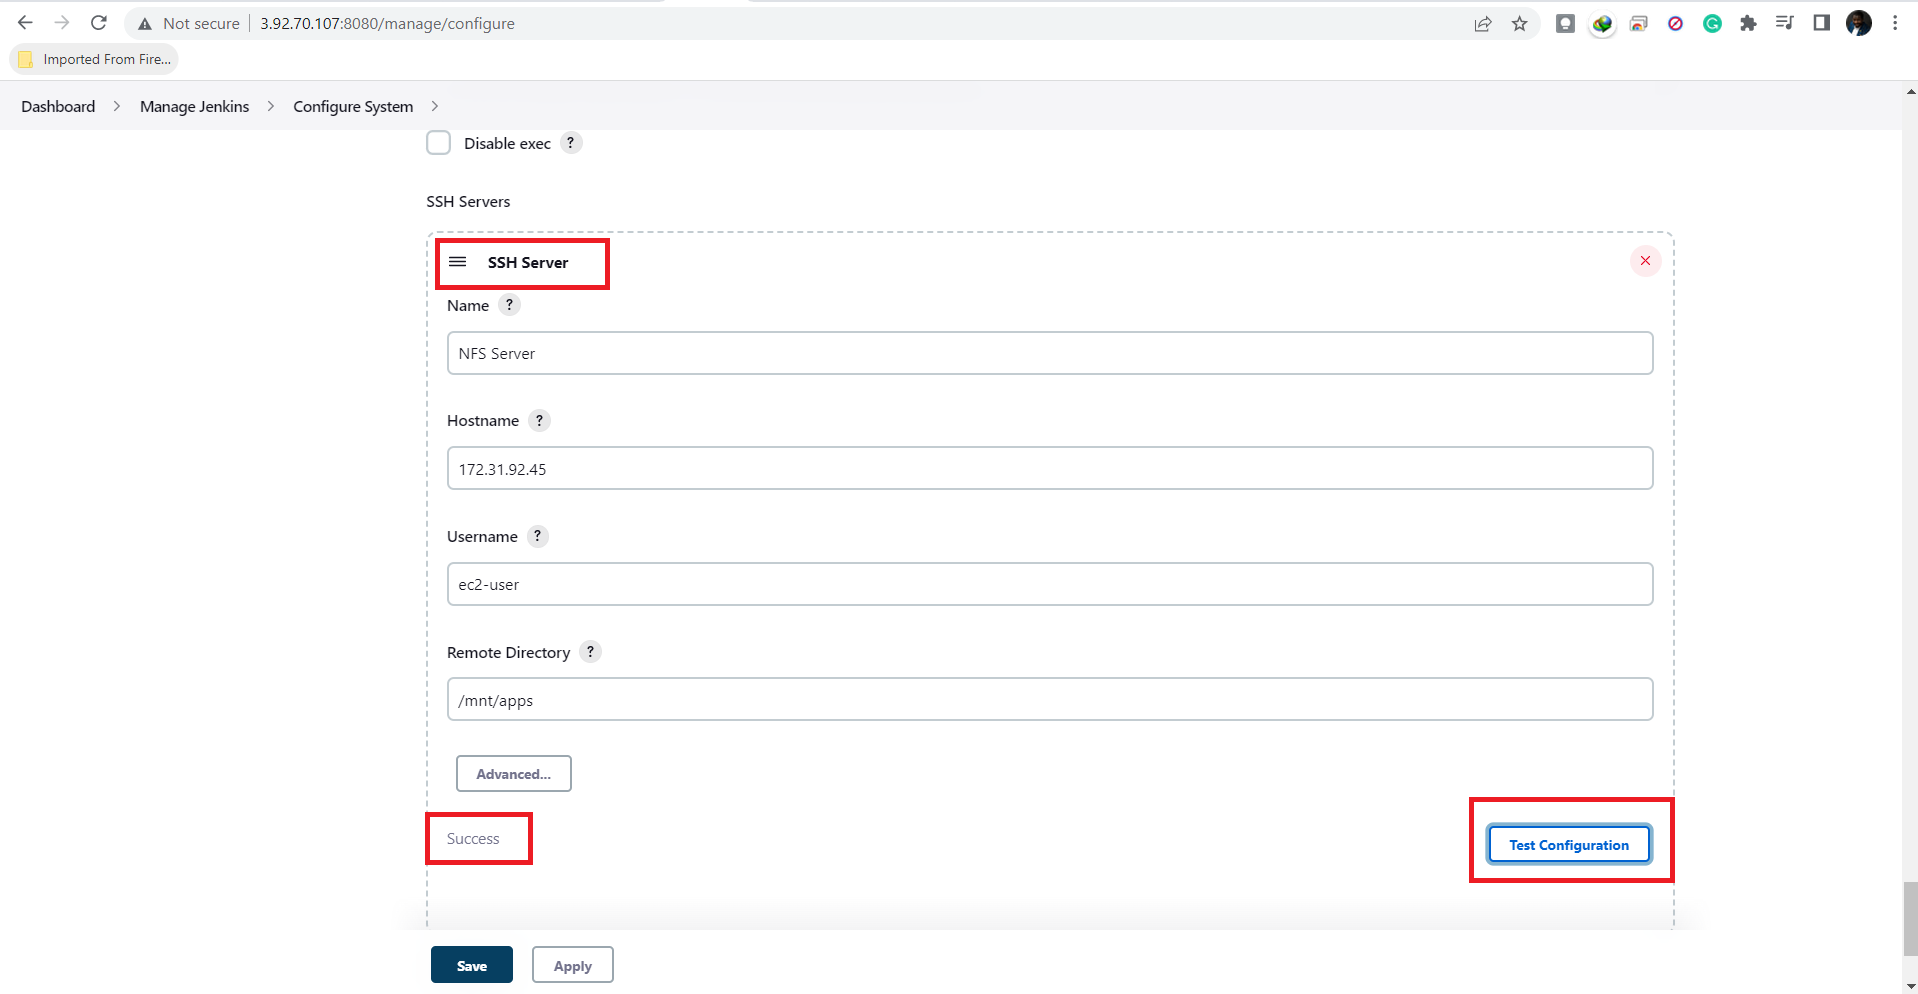 Not secure
3.92.70.107:8080/manage/configure
Imported From Fire...
Dashboard
Manage Jenkins
Configure System
Disable exec ?
SSH Servers
SSH Server
Name ?
NFS Server
Hostname ?
172.31.92.45
Username ?
ec2-user
Remote Directory ?
/mnt/apps
Advanced...
Success
Test Configuration
Save
Apply